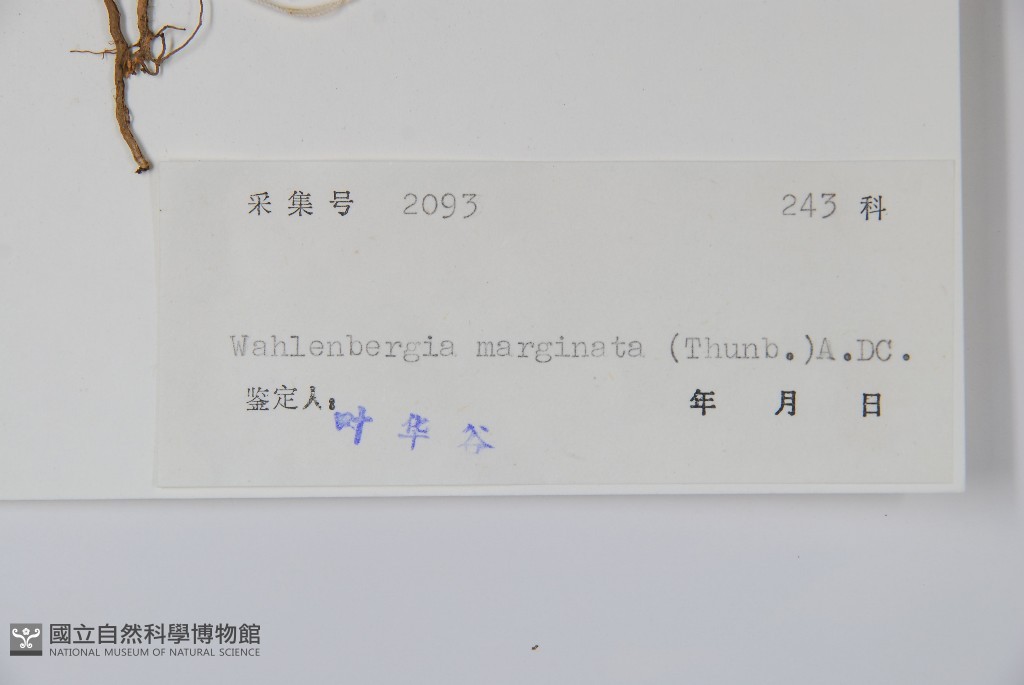 采集号 2093 243 科
Wahlenbergia marginata (Thunb.)A.DC.
鉴定人: 年 月 日
叶华谷
國立自然科學博物館
NATIONAL MUSEUM OF NATURAL SCIENCE